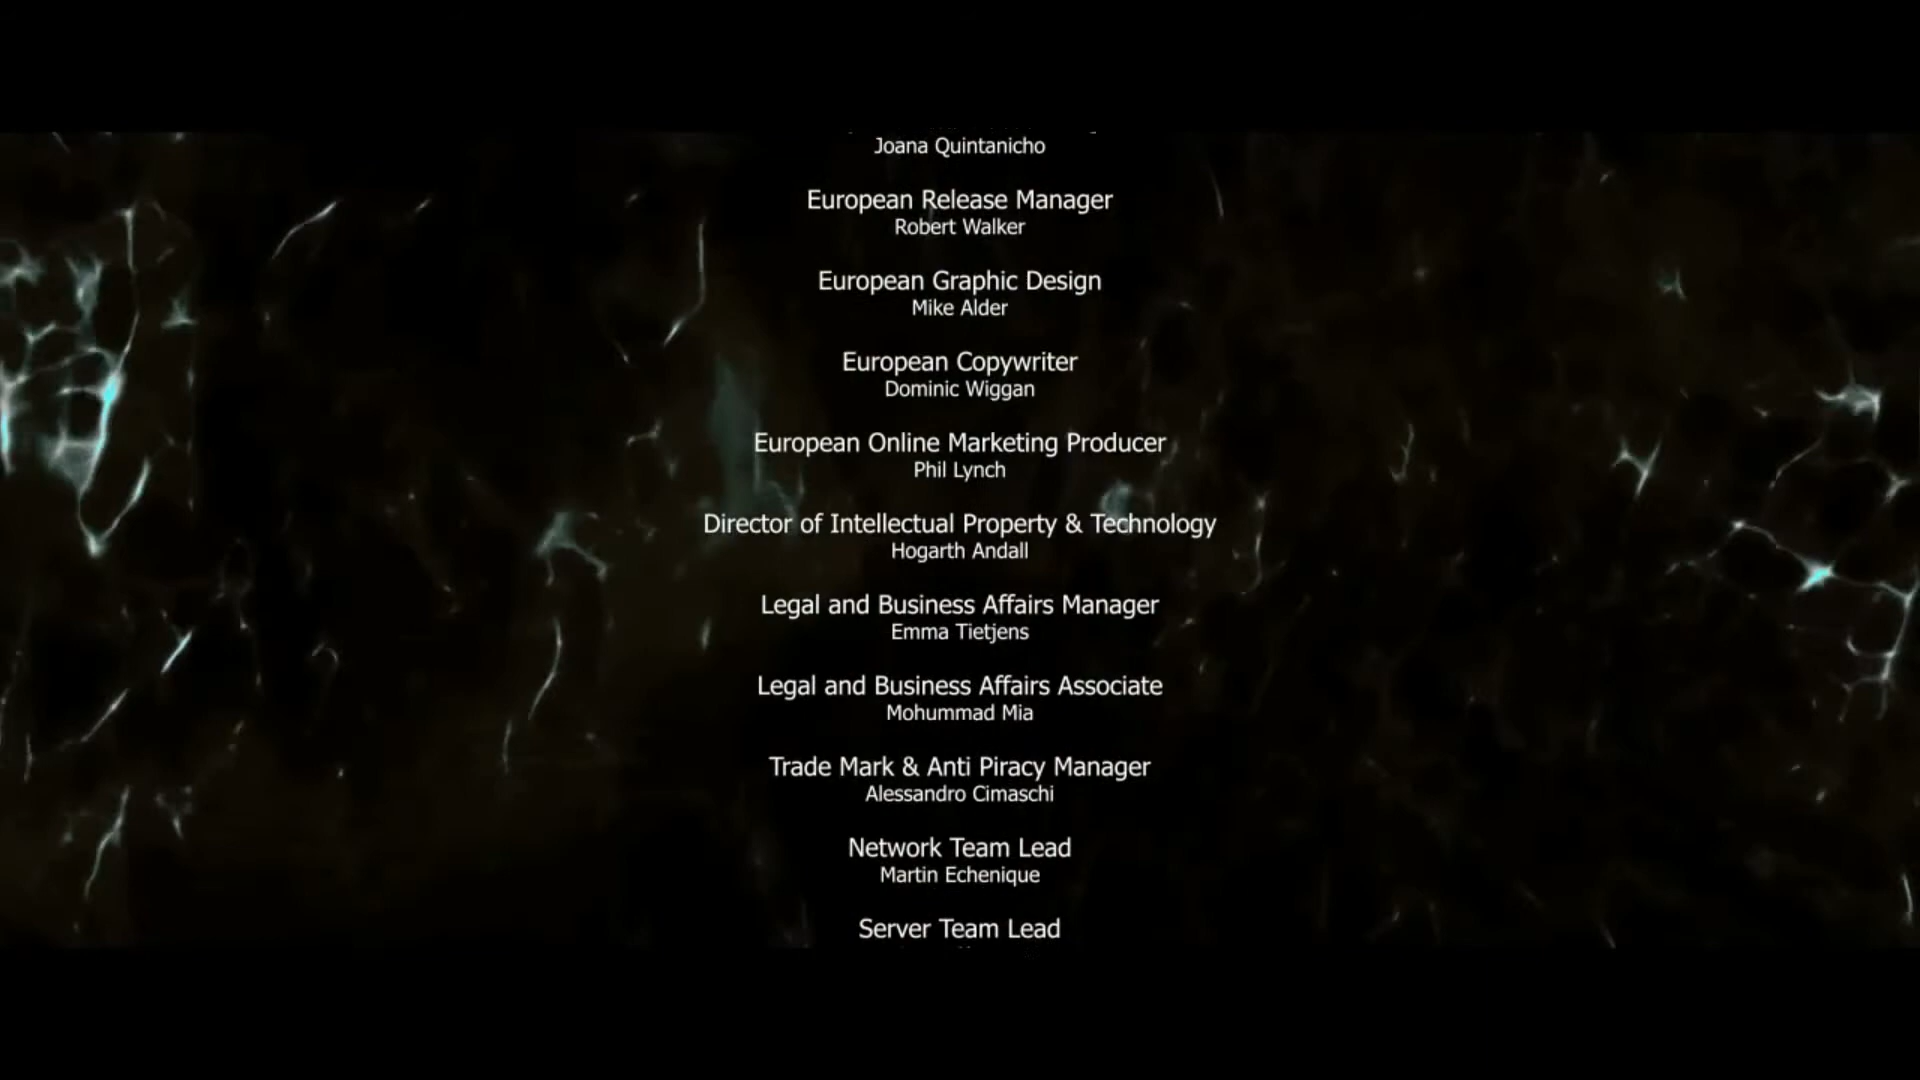 Joana Quintanicho
European Release Manager
Robert Walker
European Graphic Design
Mike Alder
European Copywriter
Dominic Wiggan
European Online Marketing Producer
Phil Lynch
Director of Intellectual Property & Technology
Hogarth Andall
Legal and Business Affairs Manager
Emma Tietjens
Legal and Business Affairs Associate
Mohummad Mia
Trade Mark & Anti Piracy Manager
Alessandro Cimaschi
Network Team Lead
Martin Echenique
Server Team Lead